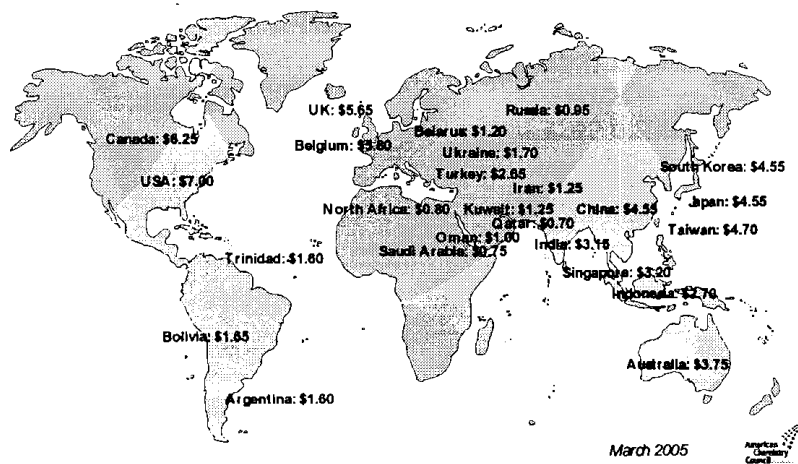 UK: $5.65
Russia: $0.95
Canada: $6.25
Belarus: $1.20
Belgium: $5.80
Ukraine: $1.70
South Korea: $4.55
Turkey: $2.65
USA: $7.00
Iran: $1.25
Japan: $4.55
North Africa: $0.80
Kuwait: $1.25
China: $4.55
Qatar: $0.70
Taiwan: $4.70
Oman: $1.00
India: $3.15
Saudi Arabia: $0.75
Trinidad: $1.60
Singapore: $3.20
Indonesia: $2.70
Bolivia: $1.65
Australia: $3.75
Argentina: $1.60
March 2005
American
Chemistry
Council